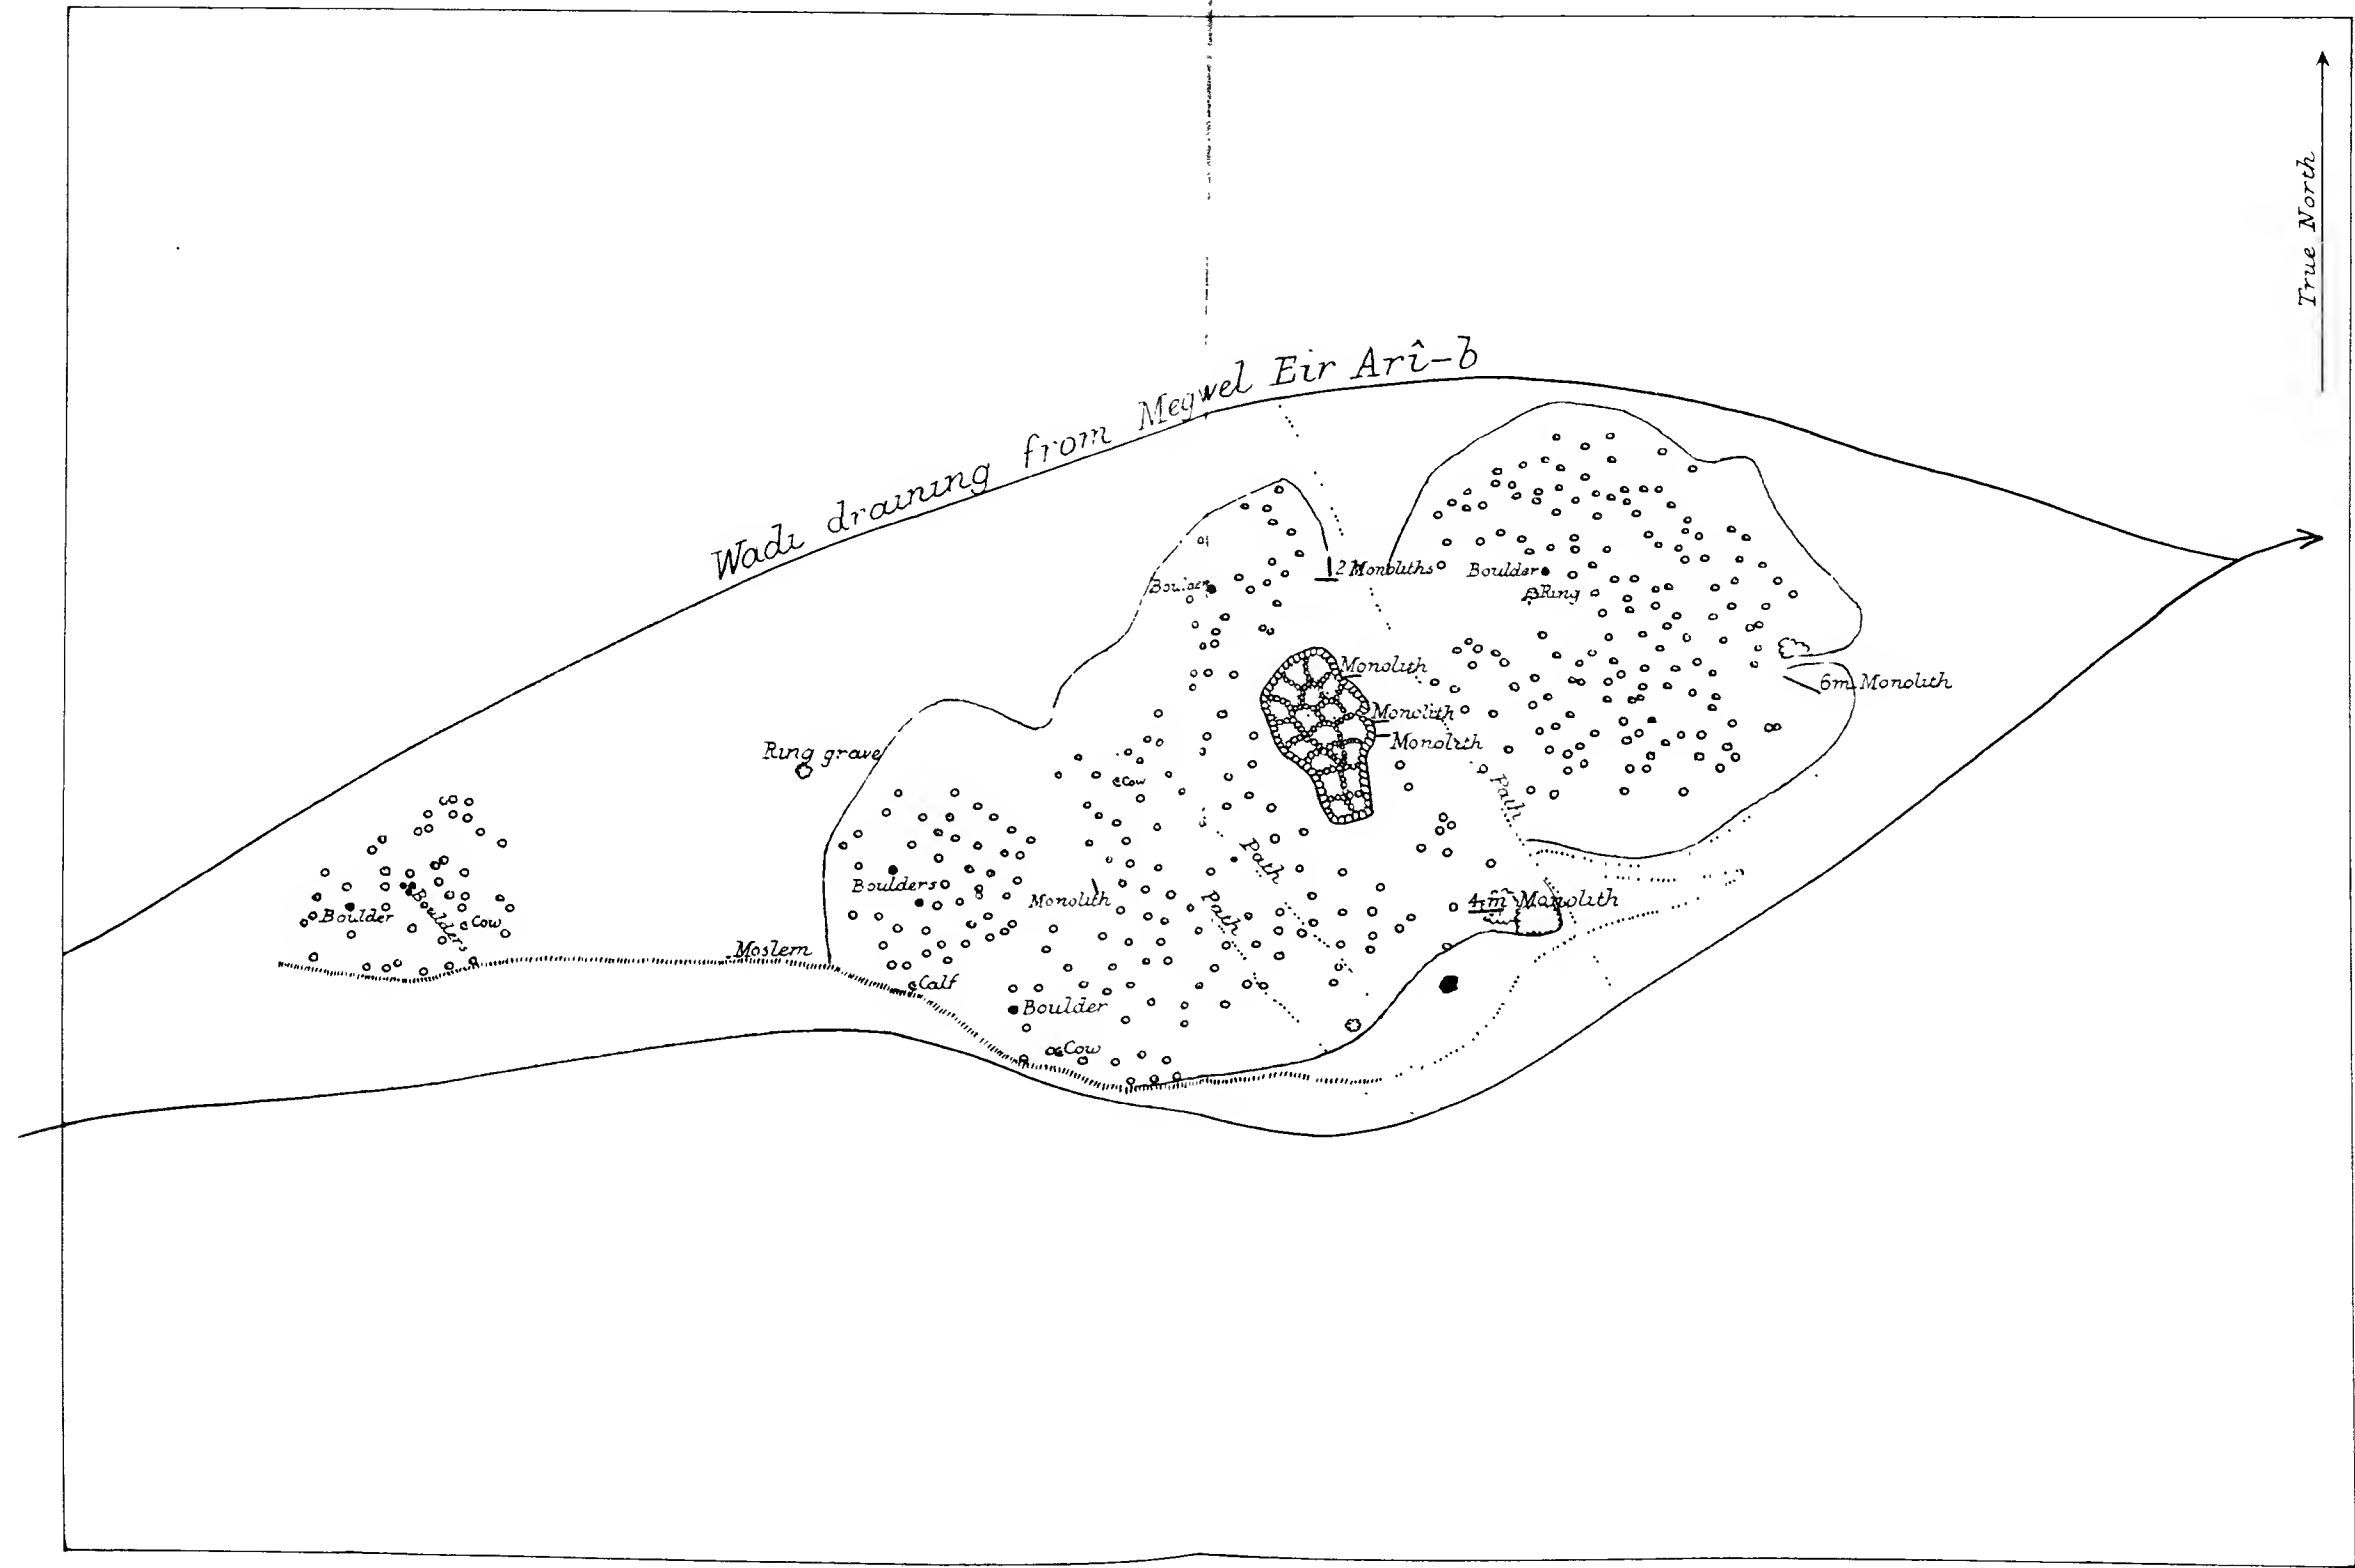 True North
Wadi draining from Megwel Eir Arî-b
2 Monoliths
Boulder
Boulder
Ring
Monolith
6m Monolith
Monolith
Monolith
Ring grave
Cow
Path
Path
Boulders
Monolith
Path
4m Monolith
Boulder
Boulders
Cow
Moslem
Calf
Boulder
Cow